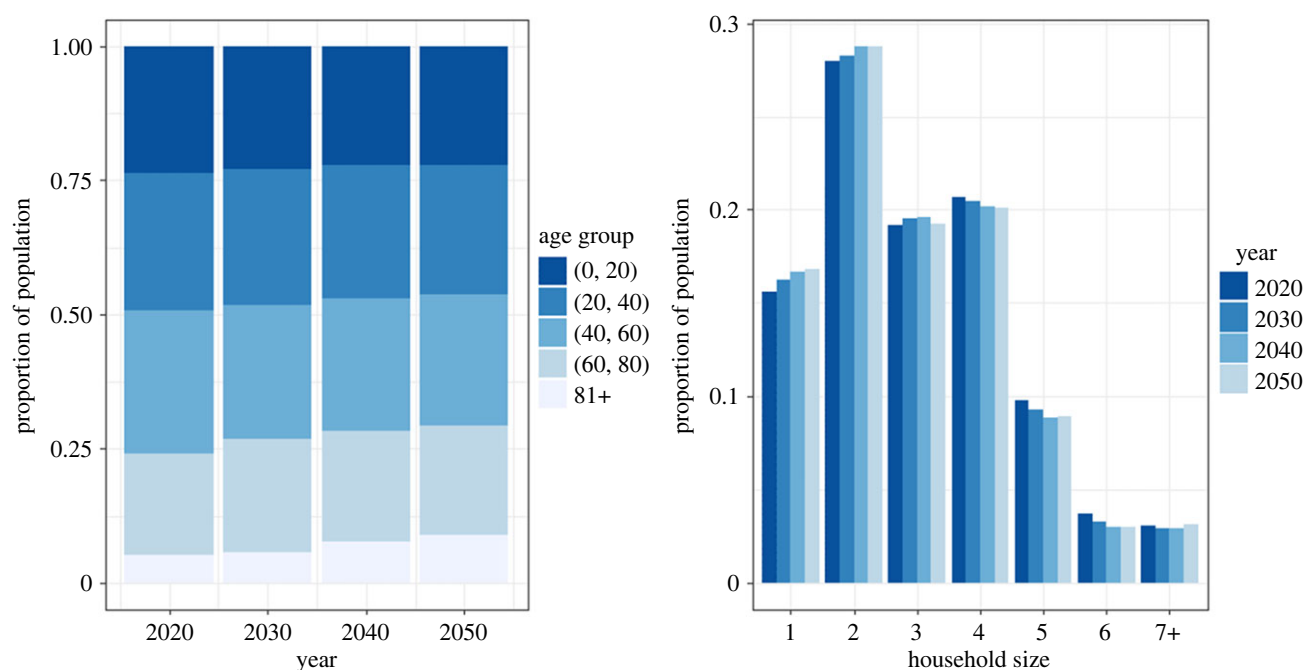 proportion of population
1.00
0.75
0.50
0.25
0
2020 2030 2040 2050
year
age group
(0, 20)
(20, 40)
(40, 60)
(60, 80)
81+
proportion of population
0.3
0.2
0.1
0
1 2 3 4 5 6 7+
household size
year
2020
2030
2040
2050